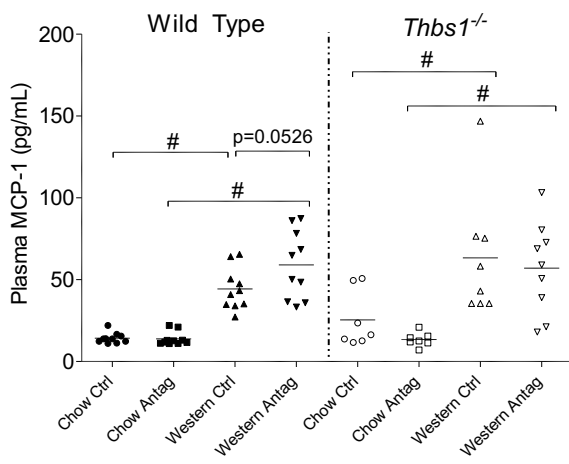 Wild Type
Thbs1-/-
Plasma MCP-1 (pg/mL)
200
150
100
50
0
#
#
p=0.0526
#
#
Chow Ctrl
Chow Antag
Western Ctrl
Western Antag
Chow Ctrl
Chow Antag
Western Ctrl
Western Antag